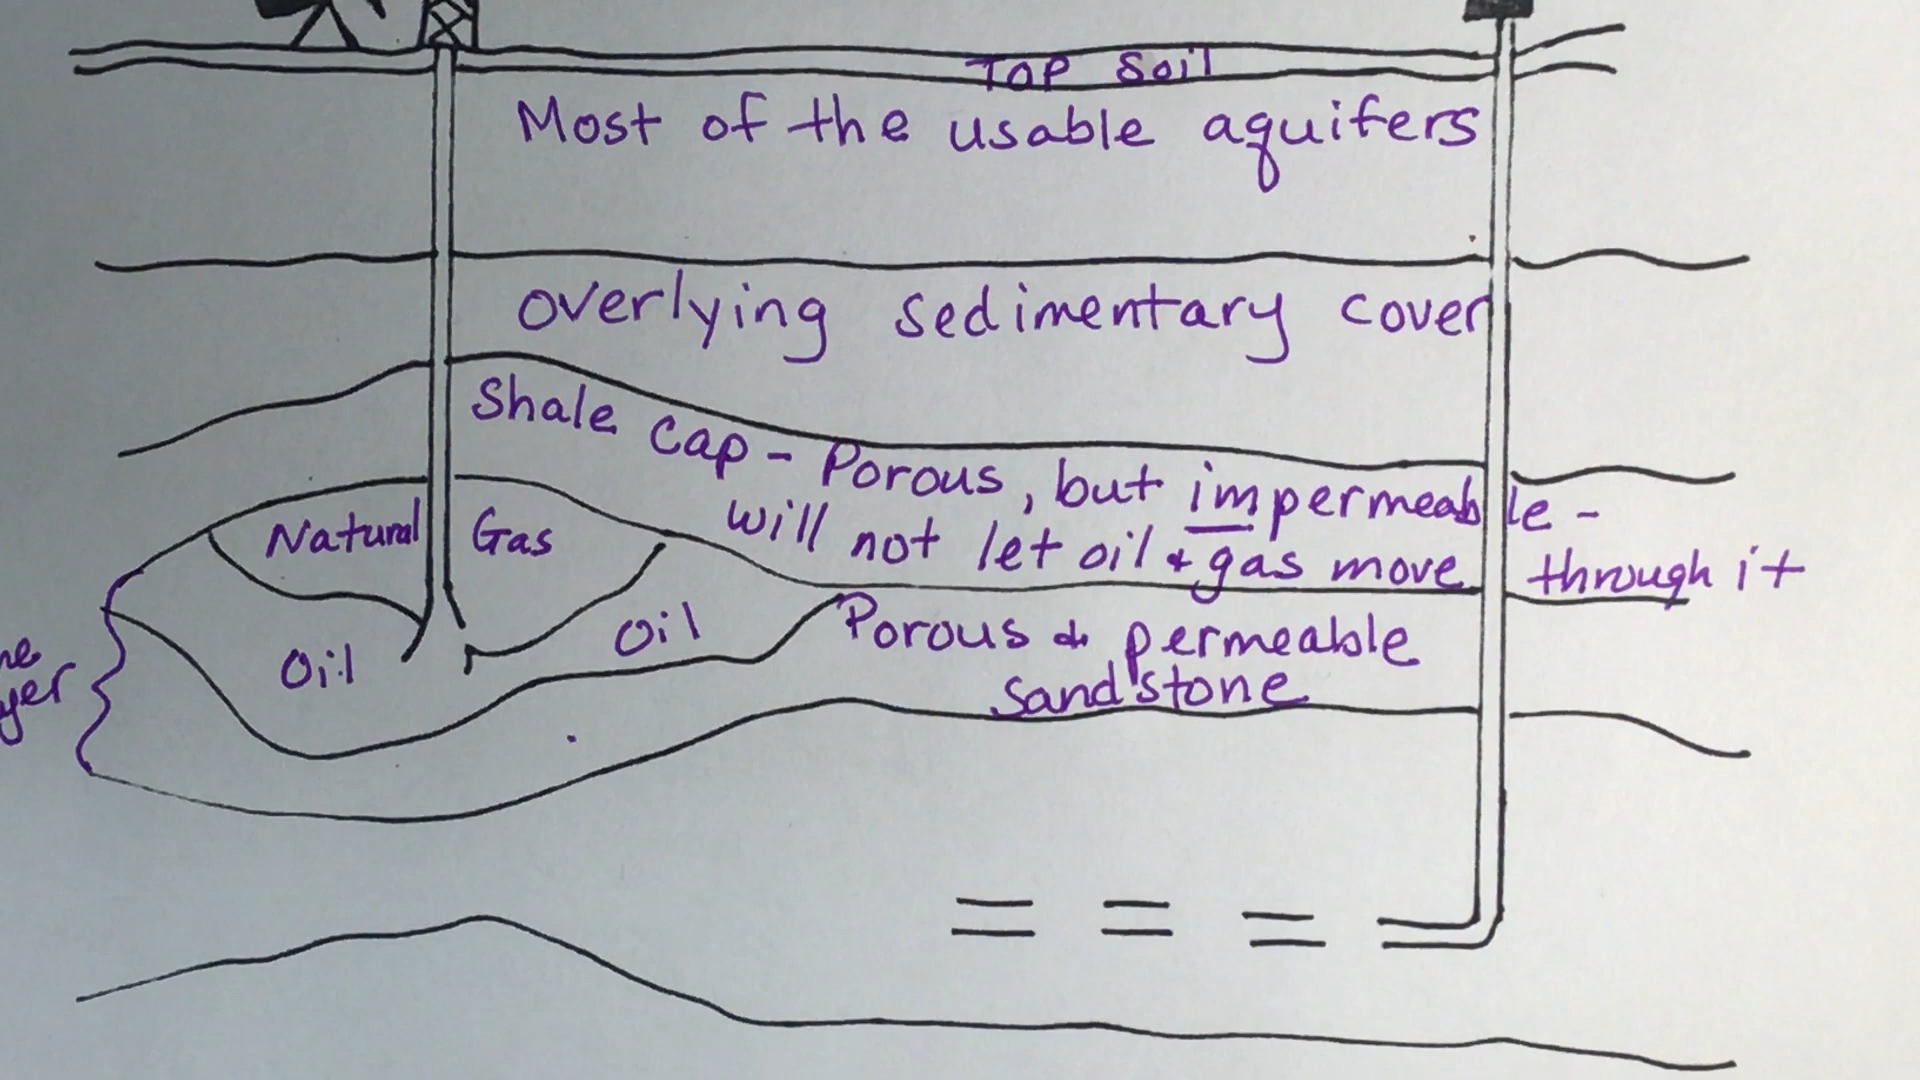 Top Soil
Most of the usable aquifers
overlying sedimentary cover
Shale cap - Porous, but impermeable -
will not let oil & gas move through it
Natural Gas
Oil
Oil
Porous & permeable
Sandstone